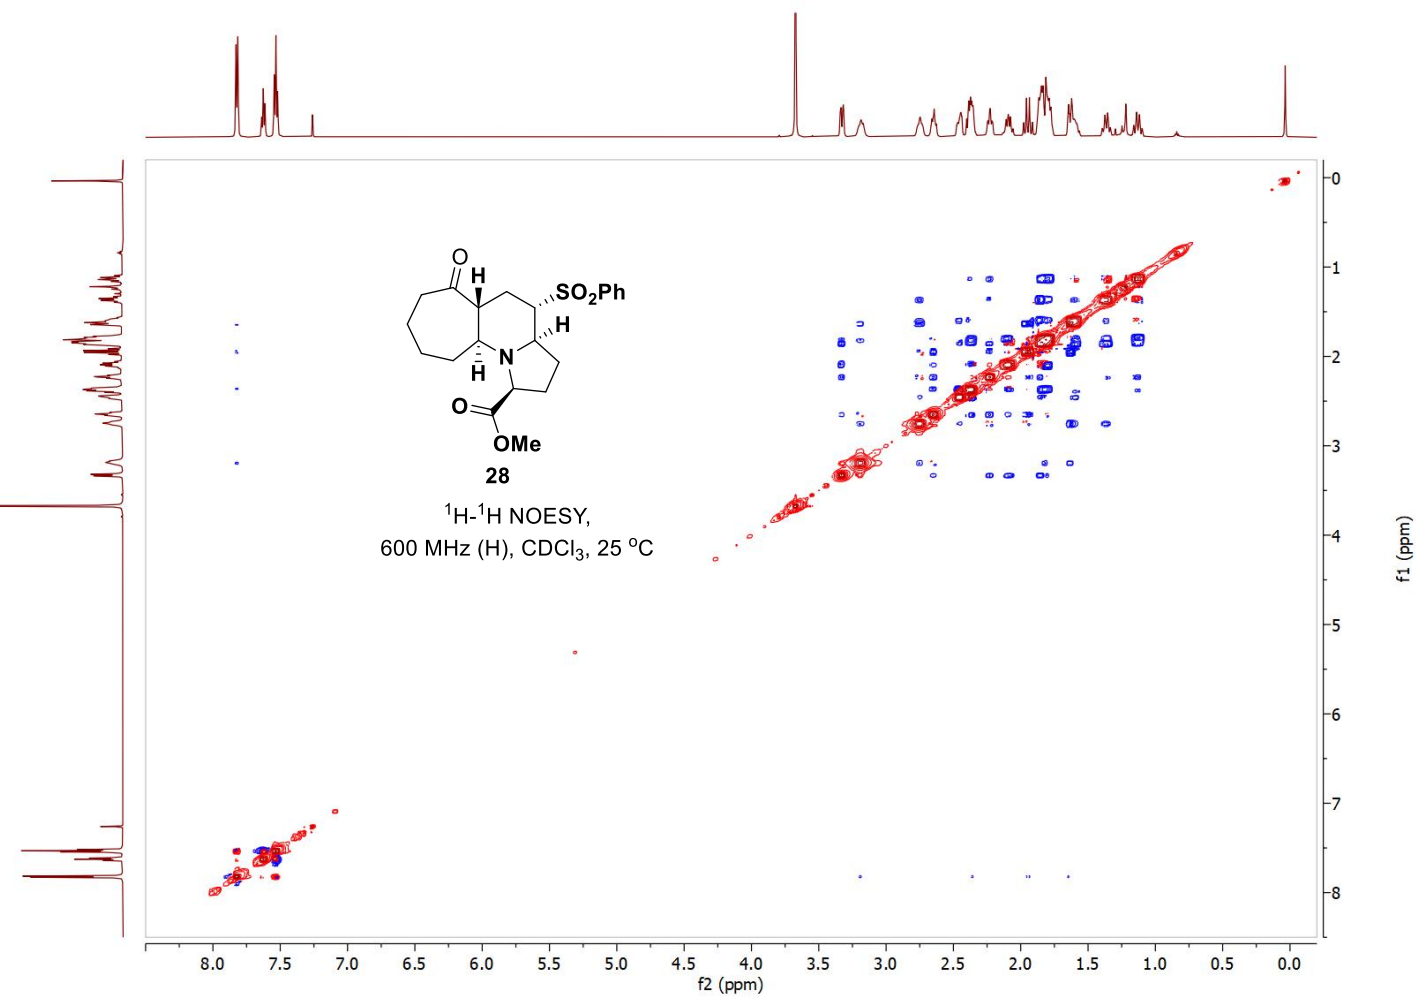 0
1
2
3
4
5
6
7
8
f1 (ppm)
O
H
SO₂Ph
H
N
H
O
OMe
28
¹H-¹H NOESY,
600 MHz (H), CDCl₃, 25 ºC
8.0 7.5 7.0 6.5 6.0 5.5 5.0 4.5 4.0 3.5 3.0 2.5 2.0 1.5 1.0 0.5 0.0
f2 (ppm)